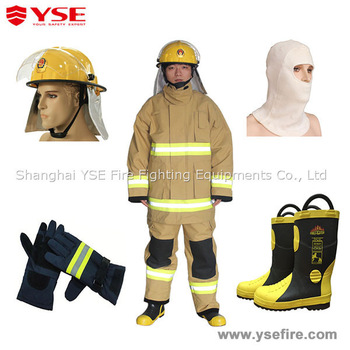 YSE
YOUR SAFETY EXPERT
Shanghai YSE Fire Fighting Equipments Co., Ltd
www.ysefire.com